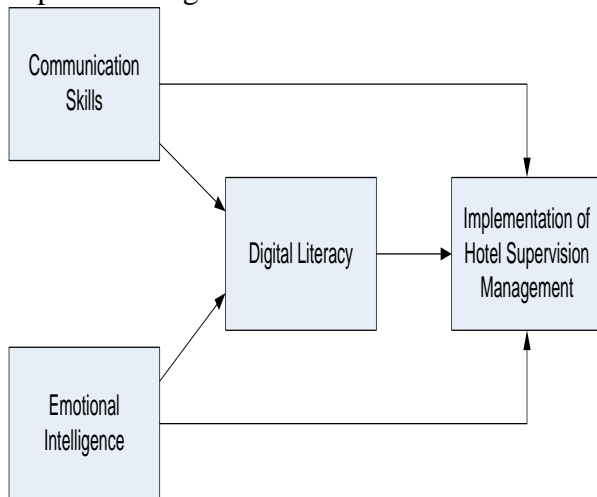 Communication
Skills
Digital Literacy
Implementation of
Hotel Supervision
Management
Emotional
Intelligence